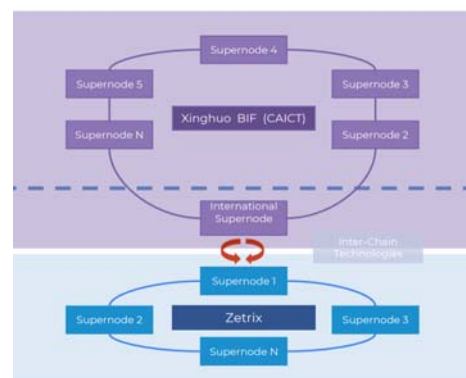 Supernode 4
Supernode 5
Supernode 3
Xinghuo BIF (CAICT)
Supernode N
Supernode 2
International
Supernode
Inter-Chain
Technologies
Supernode 1
Supernode 2
Zetrix
Supernode 3
Supernode N